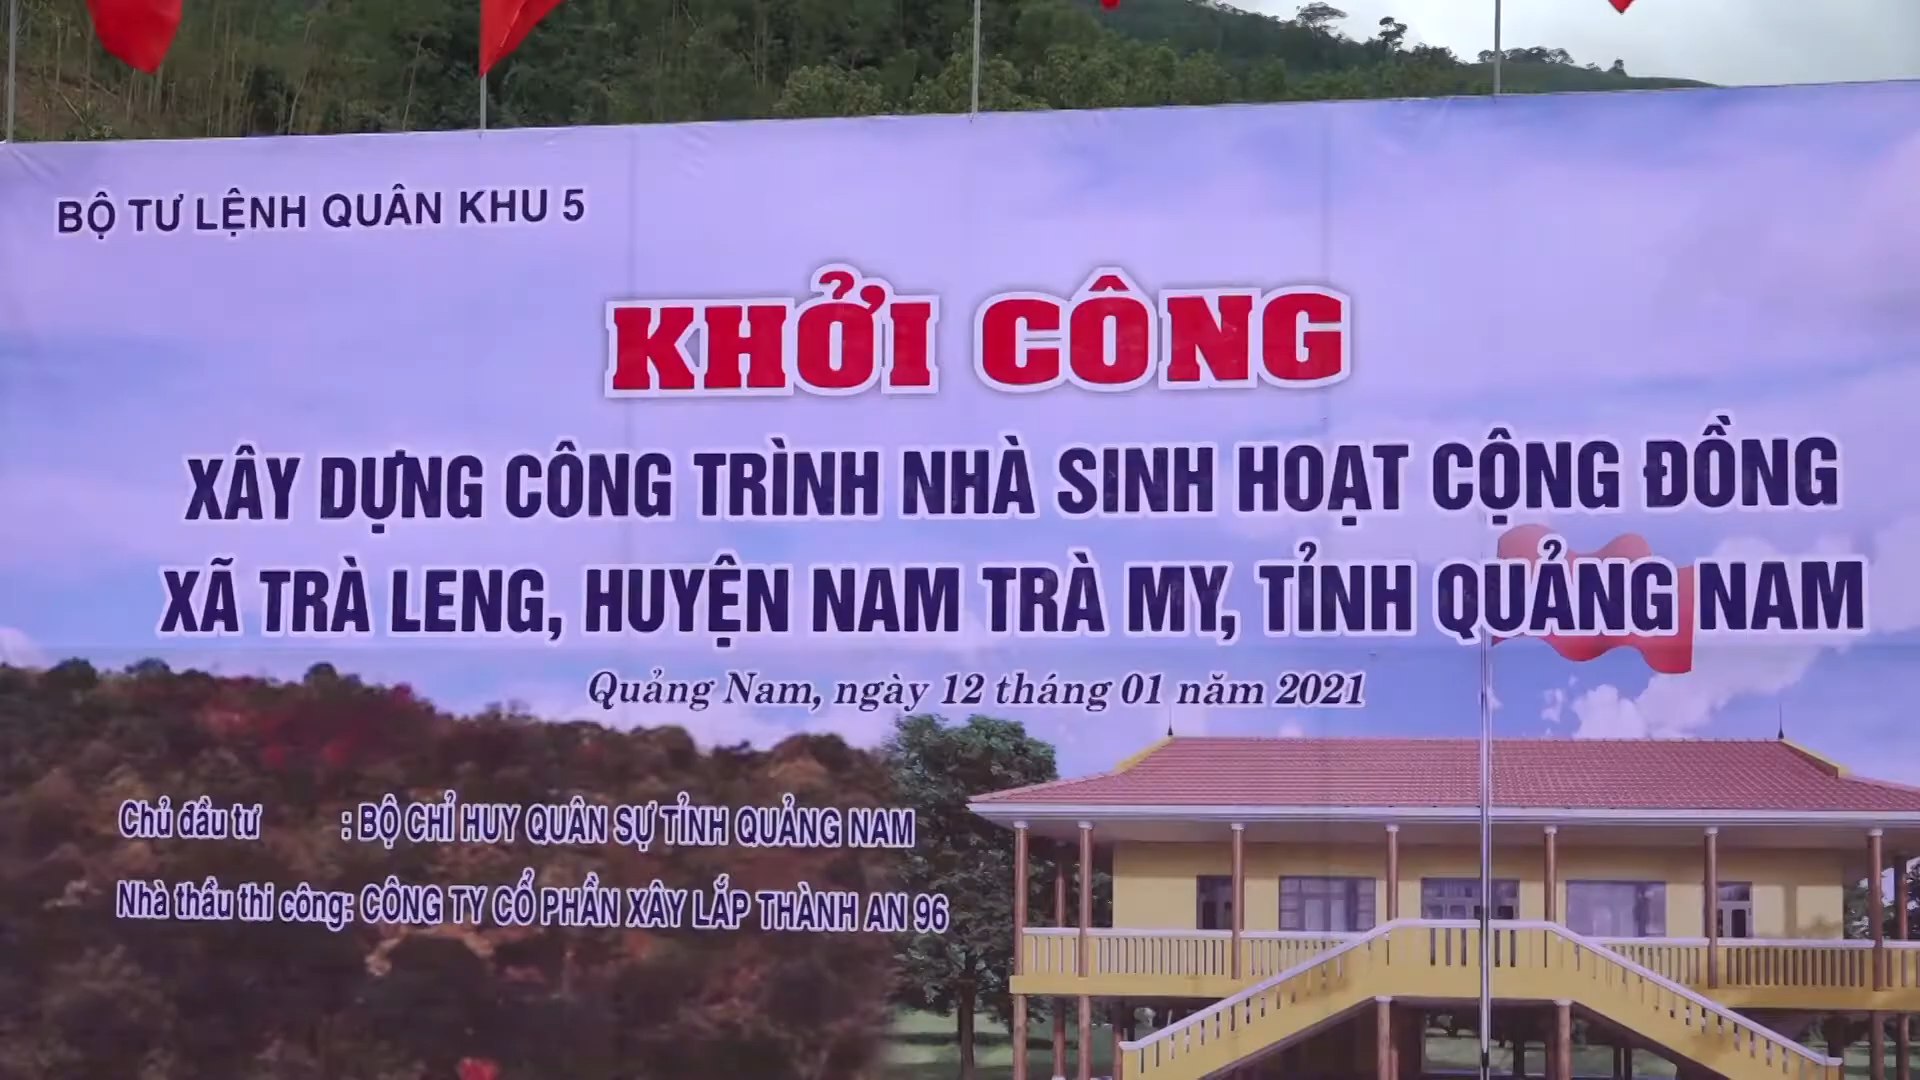 BỘ TƯ LỆNH QUÂN KHU 5
KHỞI CÔNG
XÂY DỰNG CÔNG TRÌNH NHÀ SINH HOẠT CỘNG ĐỒNG
XÃ TRÀ LENG, HUYỆN NAM TRÀ MY, TỈNH QUẢNG NAM
Quảng Nam, ngày 12 tháng 01 năm 2021
Chủ đầu tư : BỘ CHỈ HUY QUÂN SỰ TỈNH QUẢNG NAM
Nhà thầu thi công: CÔNG TY CỔ PHẦN XÂY LẮP THÀNH AN 96